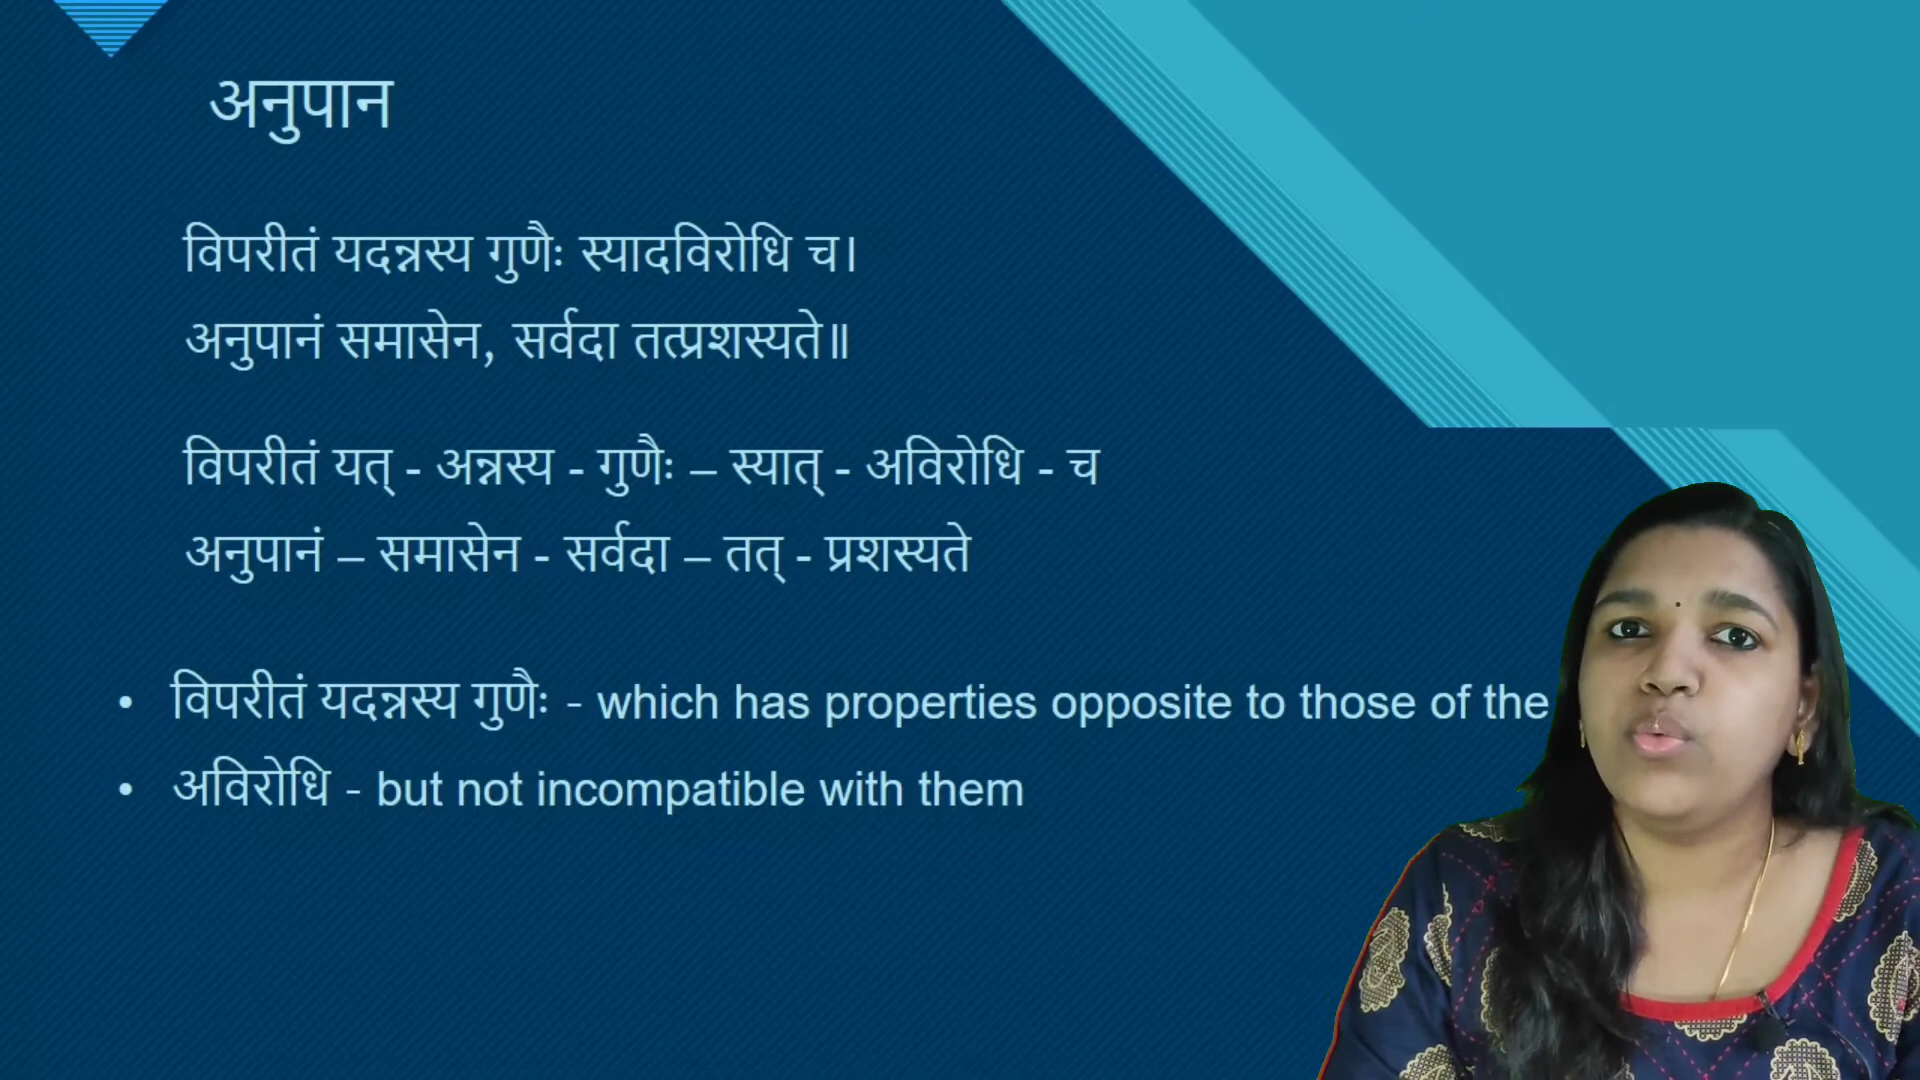 अनुपान
विपरीतं यदन्नस्य गुणैः स्यादविरोधि च।
अनुपानं समासेन, सर्वदा तत्प्रशस्यते॥
विपरीतं यत् - अन्नस्य - गुणैः – स्यात् - अविरोधि - च
अनुपानं – समासेन - सर्वदा – तत् - प्रशस्यते
• विपरीतं यदन्नस्य गुणैः - which has properties opposite to those of the
• अविरोधि - but not incompatible with them